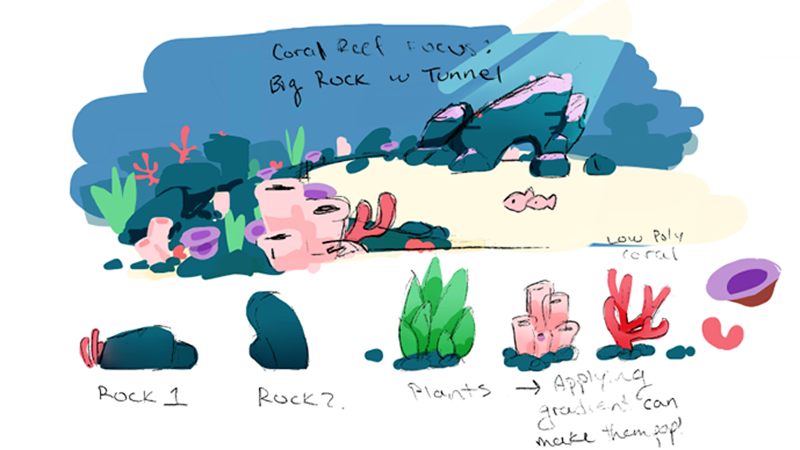 Coral Reef Focus:
Big Rock w Tunnel
Low Poly
coral
Rock 1
Rock 2.
Plants
→ Applying
gradient can
make them pop!